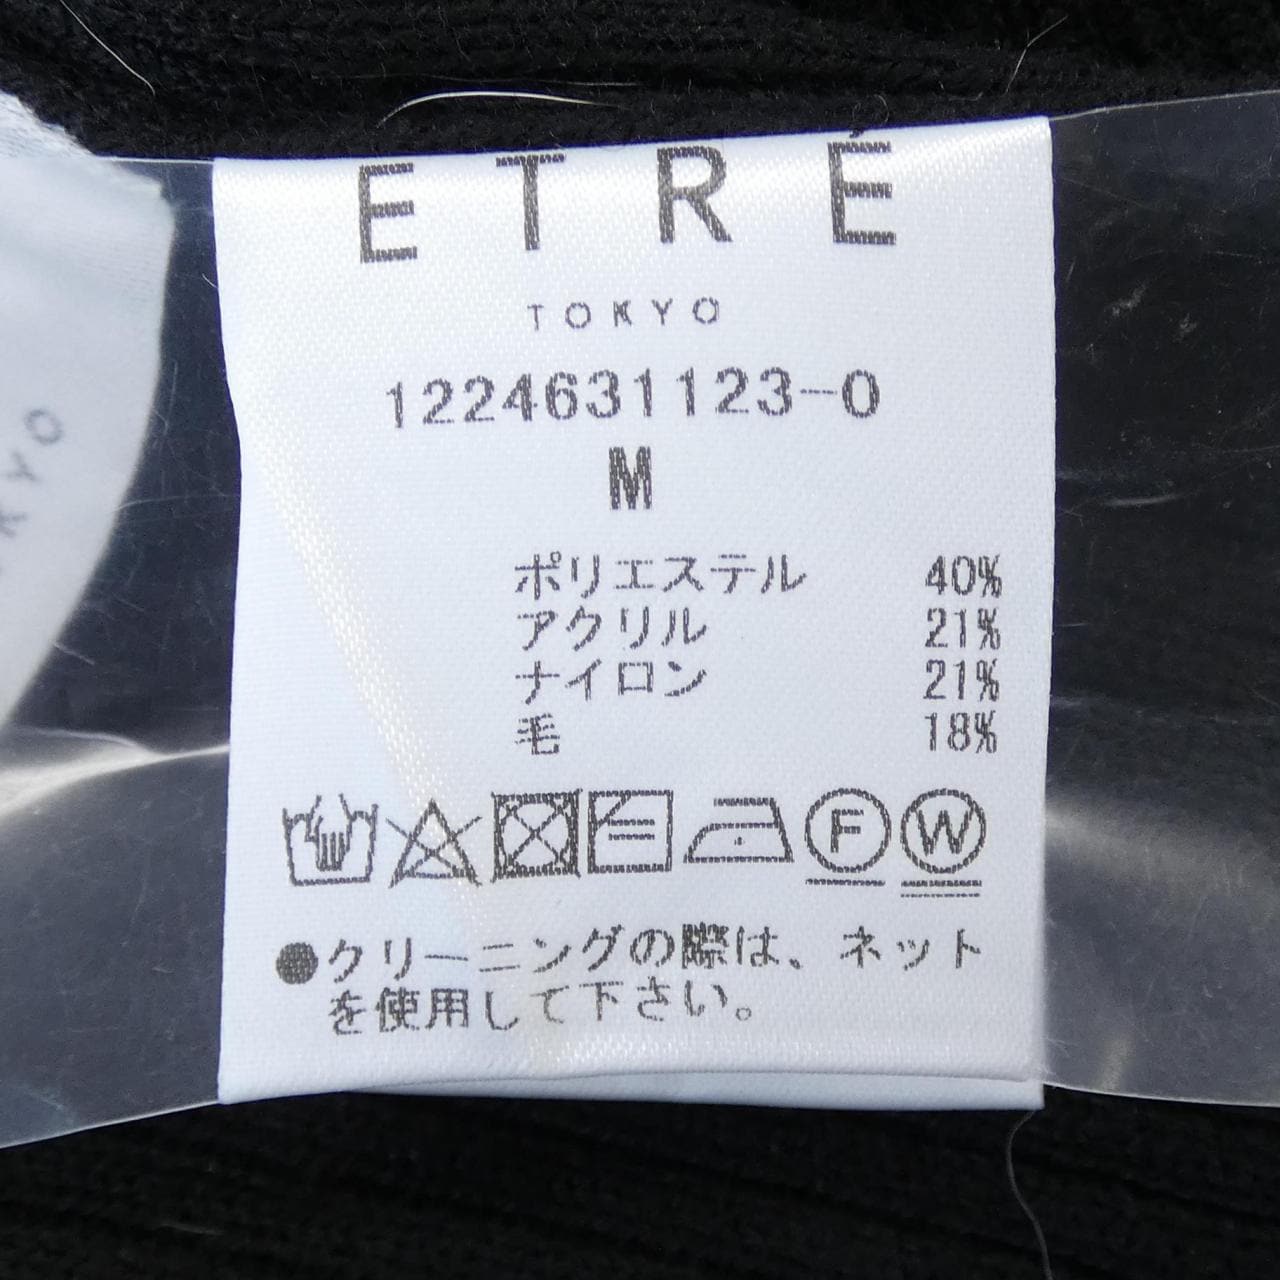 ETRÉ
TOKYO
1224631123-0
M
ポリエステル 40%
アクリル 21%
ナイロン 21%
毛 18%
F W
●クリーニングの際は、ネット
を使用して下さい。
KYO